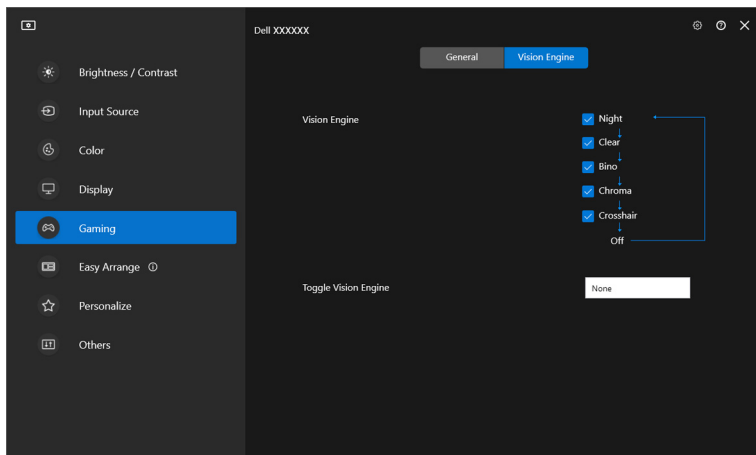 Dell XXXXXX
General
Vision Engine
Brightness / Contrast
Input Source
Color
Display
Gaming
Easy Arrange
Personalize
Others
Vision Engine
Night
Clear
Bino
Chroma
Crosshair
Off
Toggle Vision Engine
None